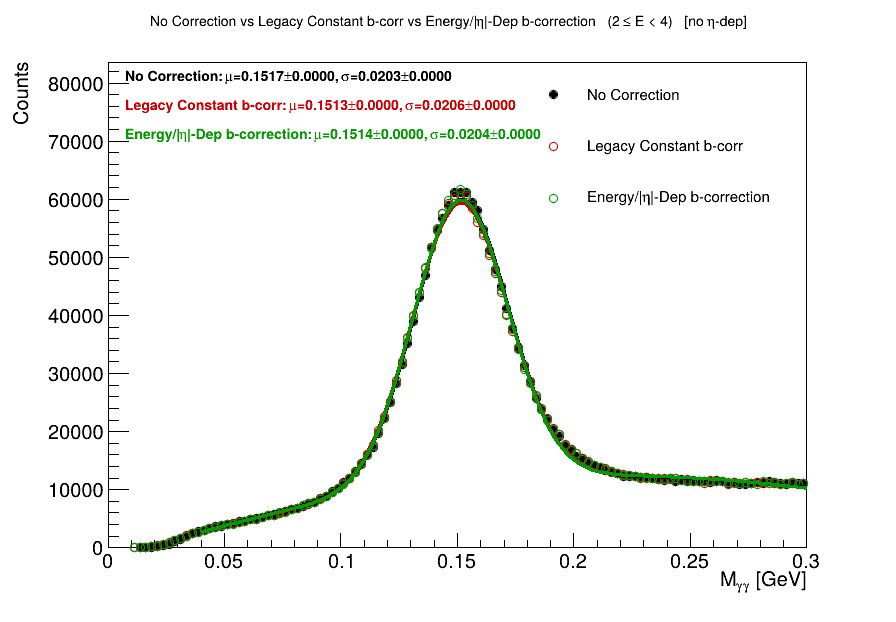 No Correction vs Legacy Constant b-corr vs Energy/|η|-Dep b-correction (2 ≤ E < 4) [no η-dep]
Counts
80000
70000
60000
50000
40000
30000
20000
10000
0
No Correction: μ=0.1517±0.0000, σ=0.0203±0.0000
Legacy Constant b-corr: μ=0.1513±0.0000, σ=0.0206±0.0000
Energy/|η|-Dep b-correction: μ=0.1514±0.0000, σ=0.0204±0.0000
No Correction
Legacy Constant b-corr
Energy/|η|-Dep b-correction
0 0.05 0.1 0.15 0.2 0.25 0.3
M_γγ [GeV]